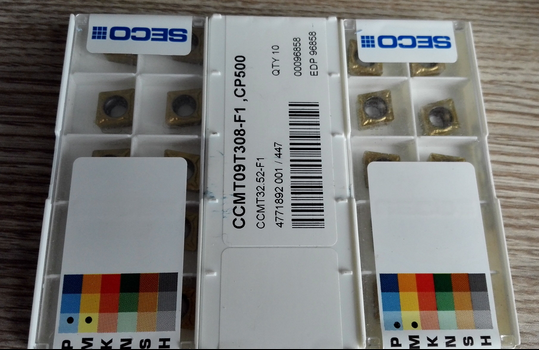 SECO
CCMT09T308-F1 ,CP500
CCMT32.52-F1
4771892 001 / 447
QTY 10
00096858
EDP 96858
SECO
P M K N S H
P M K N S H